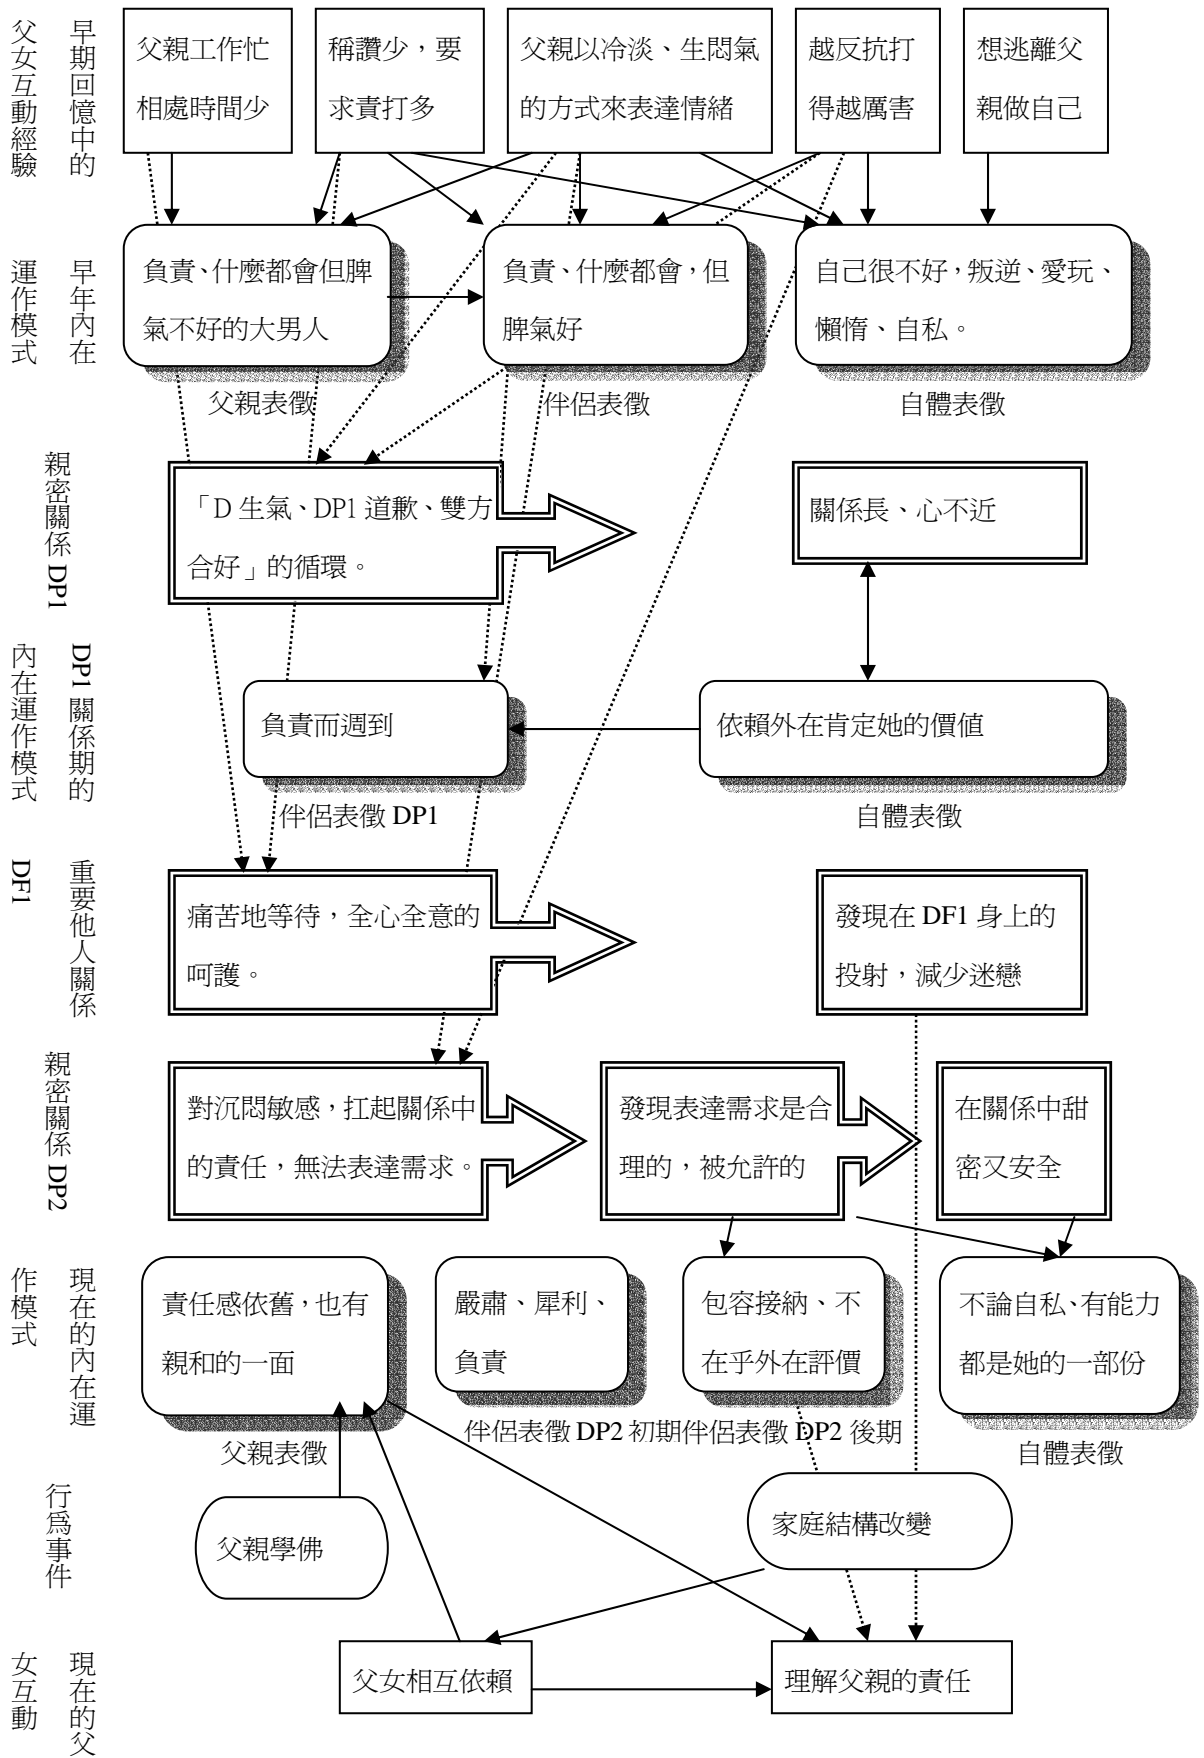 早期回憶中的
父女互動經驗
父親工作忙
相處時間少
稱讚少，要
求責打多
父親以冷淡、生悶氣
的方式來表達情緒
越反抗打
得越厲害
想逃離父
親做自己
早年內在
運作模式
負責、什麼都會但脾
氣不好的大男人
父親表徵
負責、什麼都會，但
脾氣好
伴侶表徵
自己很不好，叛逆、愛玩、
懶惰、自私。
自體表徵
親密關係 DP1
「D 生氣、DP1 道歉、雙方
合好」的循環。
關係長、心不近
DP1 關係期的
內在運作模式
負責而週到
伴侶表徵 DP1
依賴外在肯定她的價值
自體表徵
重要他人關係
DF1
痛苦地等待，全心全意的
呵護。
發現在 DF1 身上的
投射，減少迷戀
親密關係 DP2
對沉悶敏感，扛起關係中
的責任，無法表達需求。
發現表達需求是合
理的，被允許的
在關係中甜
密又安全
現在的內在運
作模式
責任感依舊，也有
親和的一面
父親表徵
嚴肅、犀利、
負責
伴侶表徵 DP2 初期
包容接納、不
在乎外在評價
伴侶表徵 DP2 後期
不論自私、有能力
都是她的一部份
自體表徵
行為事件
父親學佛
家庭結構改變
現在的父
女互動
父女相互依賴
理解父親的責任